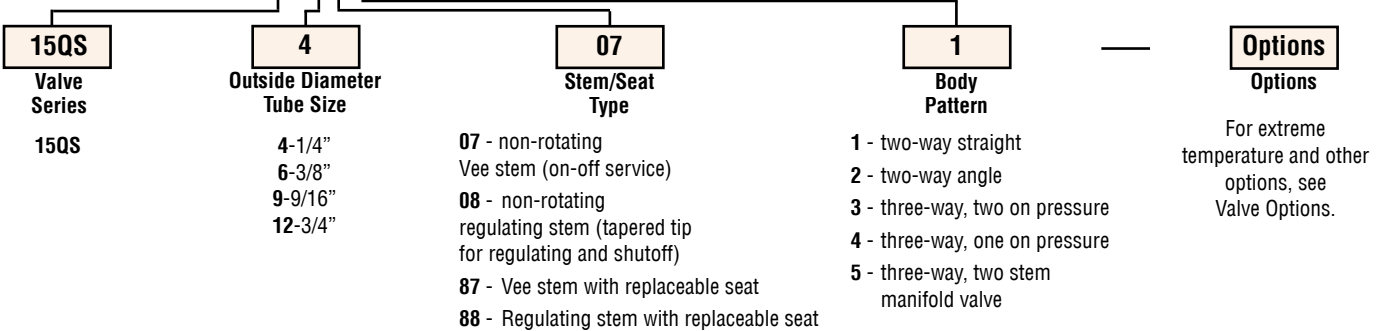 15QS
Valve
Series
15QS
4
Outside Diameter
Tube Size
4-1/4”
6-3/8”
9-9/16”
12-3/4”
07
Stem/Seat
Type
07 - non-rotating
Vee stem (on-off service)
08 - non-rotating
regulating stem (tapered tip
for regulating and shutoff)
87 - Vee stem with replaceable seat
88 - Regulating stem with replaceable seat
1
Body
Pattern
1 - two-way straight
2 - two-way angle
3 - three-way, two on pressure
4 - three-way, one on pressure
5 - three-way, two stem
manifold valve
Options
Options
For extreme
temperature and other
options, see
Valve Options.